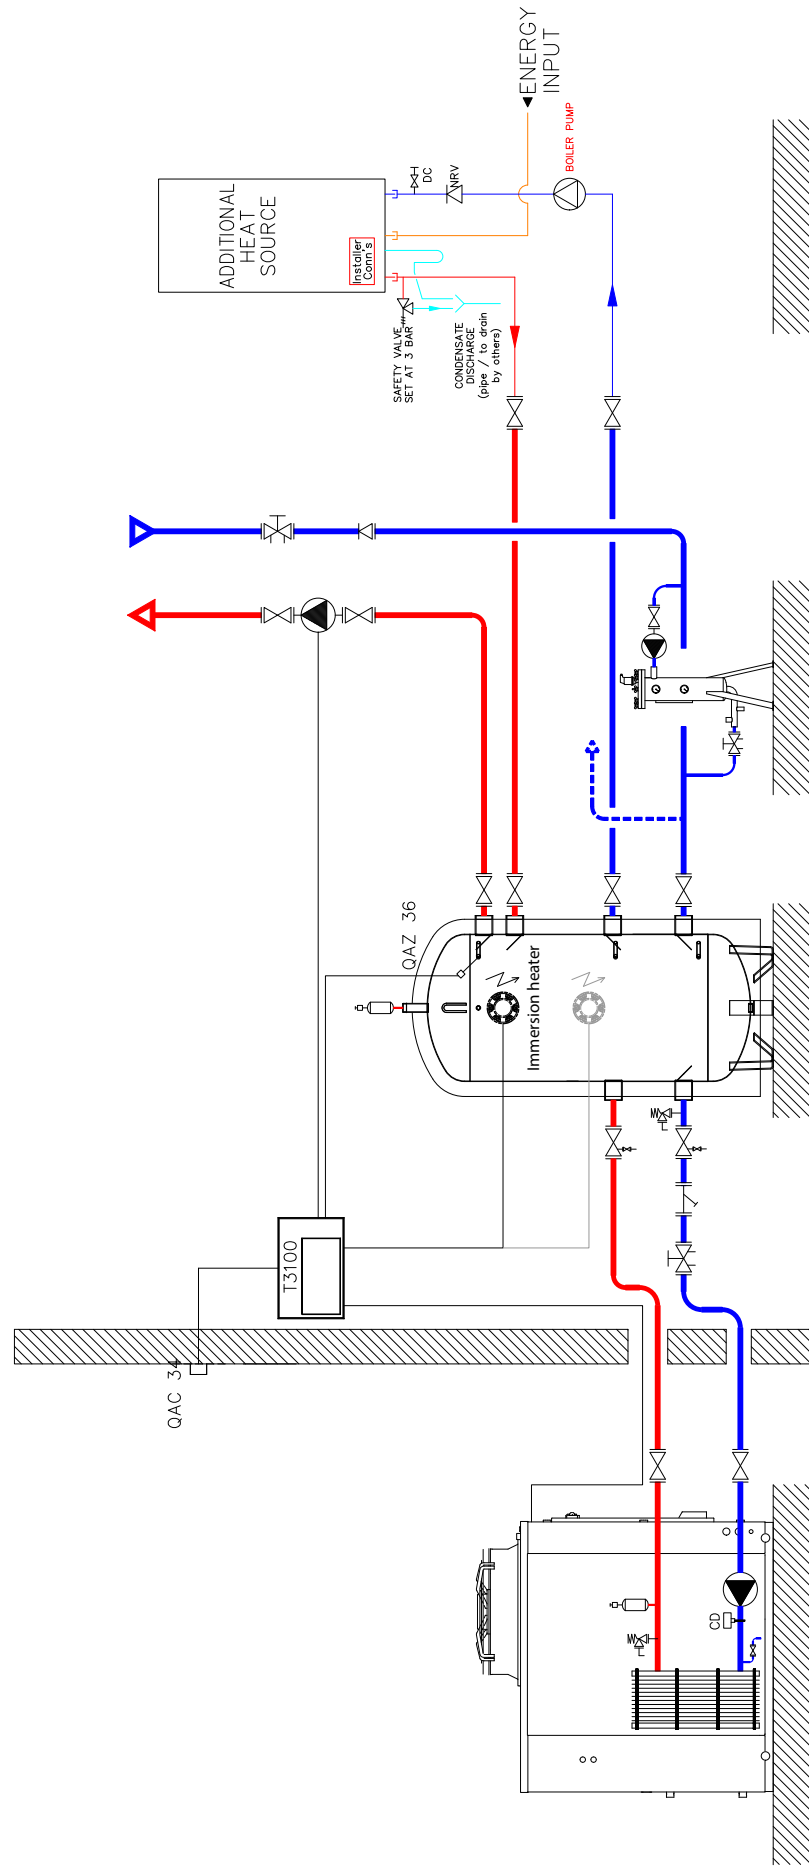 ENERGY
INPUT
BOILER PUMP
ADDITIONAL
HEAT
SOURCE
Installer
Conn's
DC
NRV
SAFETY VALVE
SET AT 3 BAR
CONDENSATE
DISCHARGE
(pipe / to drain
by others)
QAZ 36
Immersion heater
T3100
QAC 34
CD